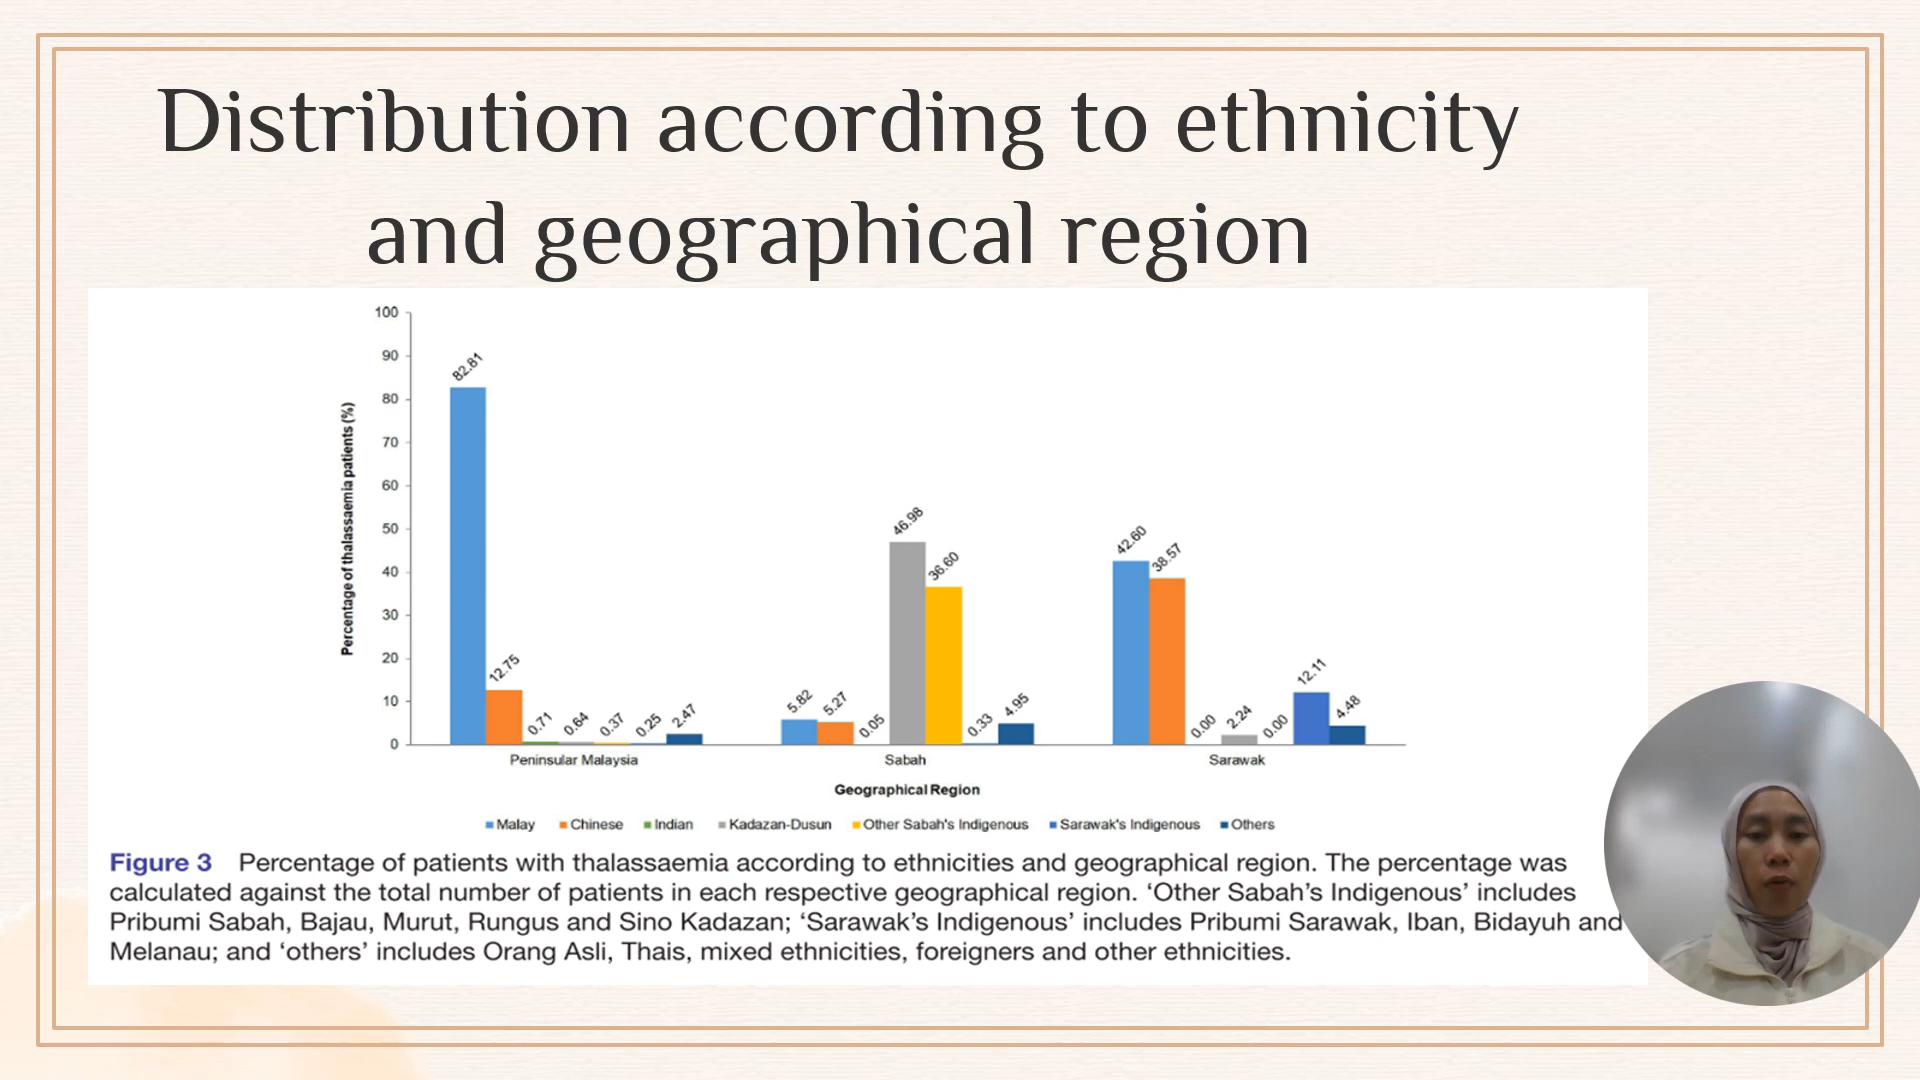 Distribution according to ethnicity
and geographical region
100
90
80
70
60
50
40
30
20
10
0
Percentage of thalassaemia patients (%)
82.81
12.75
0.71
0.64
0.37
0.25
2.47
5.82
5.27
0.05
46.98
36.60
0.33
4.95
42.60
38.57
0.00
2.24
0.00
12.11
4.48
Peninsular Malaysia
Sabah
Sarawak
Geographical Region
Malay Chinese Indian Kadazan-Dusun Other Sabah's Indigenous Sarawak's Indigenous Others
Figure 3 Percentage of patients with thalassaemia according to ethnicities and geographical region. The percentage was
calculated against the total number of patients in each respective geographical region. ‘Other Sabah’s Indigenous’ includes
Pribumi Sabah, Bajau, Murut, Rungus and Sino Kadazan; ‘Sarawak’s Indigenous’ includes Pribumi Sarawak, Iban, Bidayuh and
Melanau; and ‘others’ includes Orang Asli, Thais, mixed ethnicities, foreigners and other ethnicities.